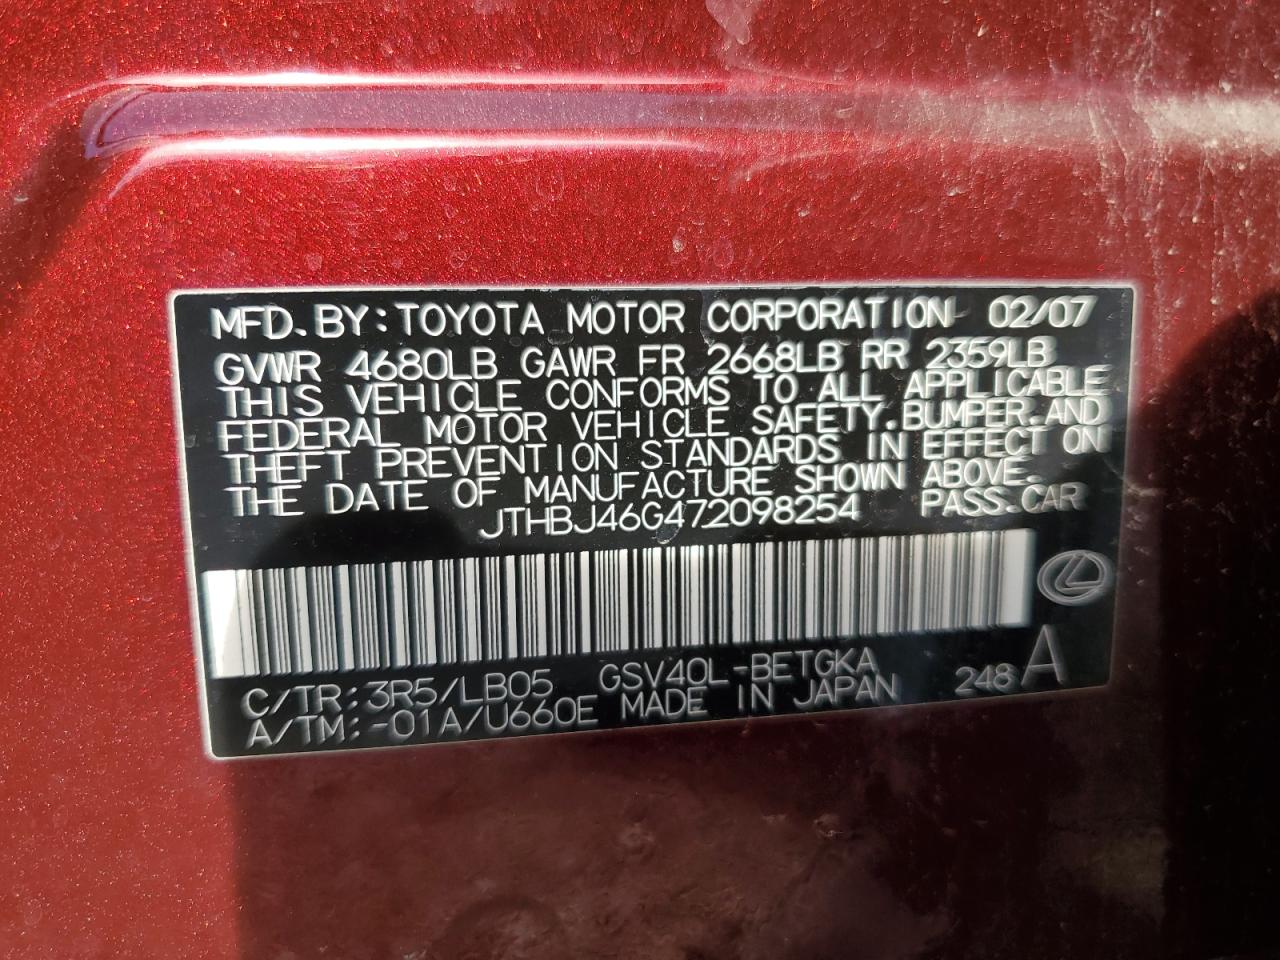 MFD. BY: TOYOTA MOTOR CORPORATION 02/07
GVWR 4680LB GAWR FR 2668LB RR 2359LB
THIS VEHICLE CONFORMS TO ALL APPLICABLE
FEDERAL MOTOR VEHICLE SAFETY, BUMPER, AND
THEFT PREVENTION STANDARDS IN EFFECT ON
THE DATE OF MANUFACTURE SHOWN ABOVE.
JTHBJ46G472098254 PASS. CAR
C/TR: 3R5/LB05 GSV40L-BETGKA
A/TM: -01A/U660E MADE IN JAPAN 248 A